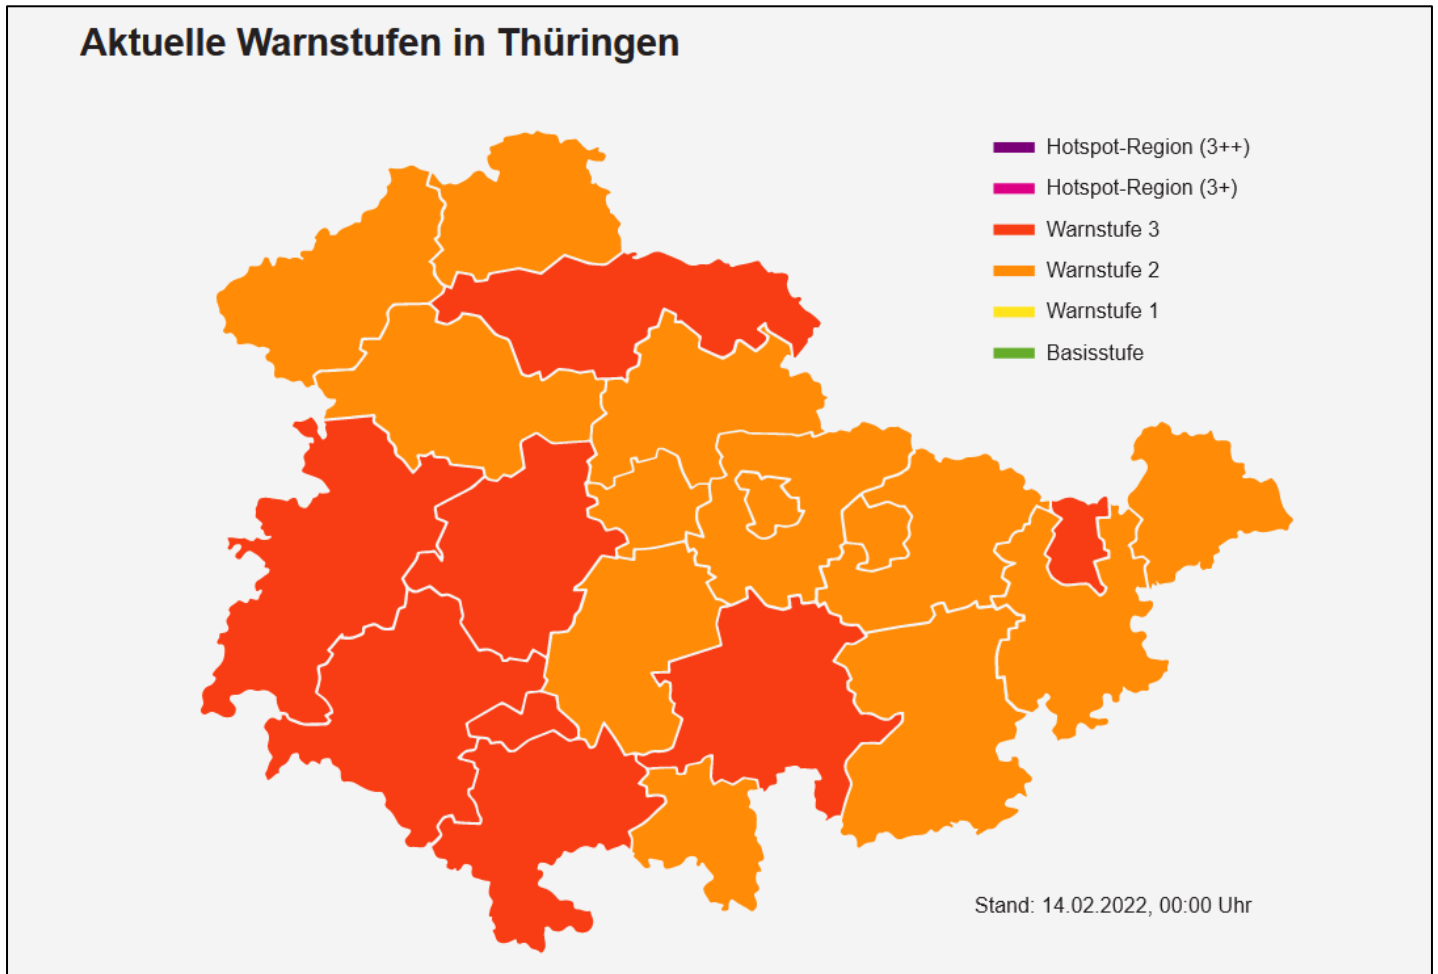 Aktuelle Warnstufen in Thüringen
Hotspot-Region (3++)
Hotspot-Region (3+)
Warnstufe 3
Warnstufe 2
Warnstufe 1
Basisstufe
Stand: 14.02.2022, 00:00 Uhr